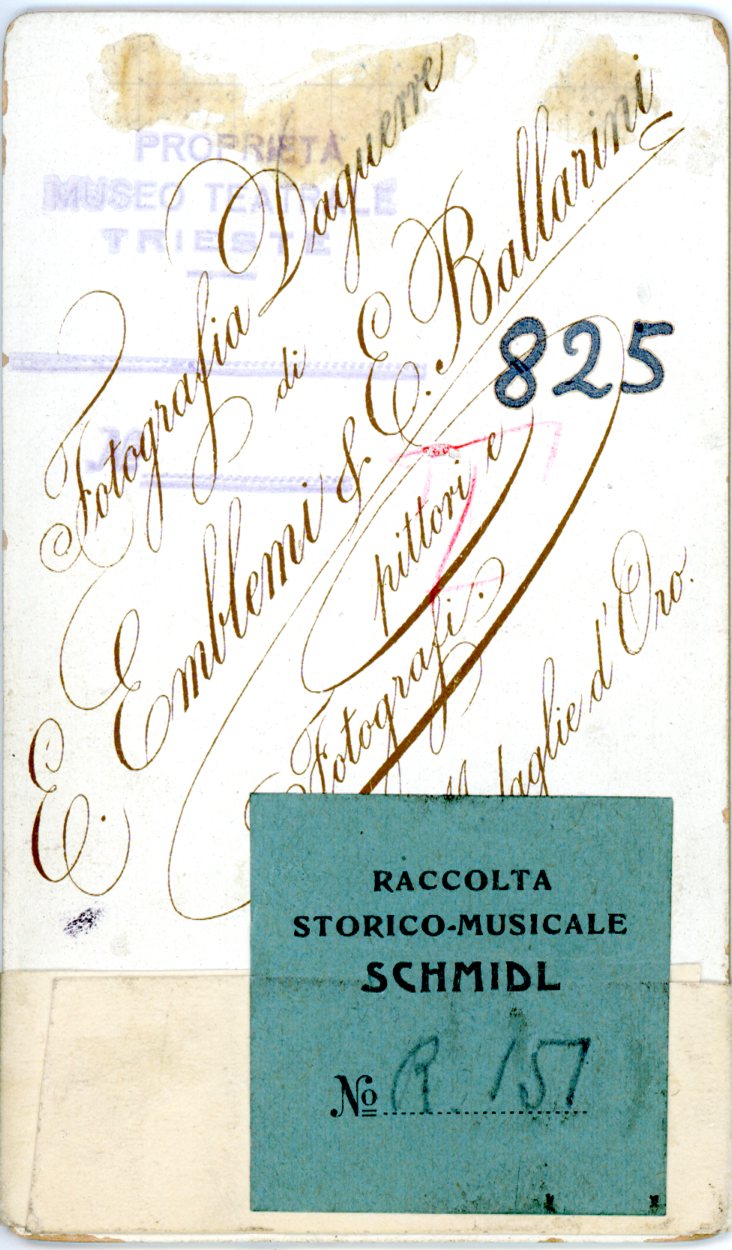 PROPRIETÀ
MUSEO TEATRALE
TRIESTE
Fotografia Daguerre
di
E. Emblemi & E. Ballarini
825
pittori e
Fotografi.
Medaglie d'Oro.
RACCOLTA
STORICO-MUSICALE
SCHMIDL
No R. 151